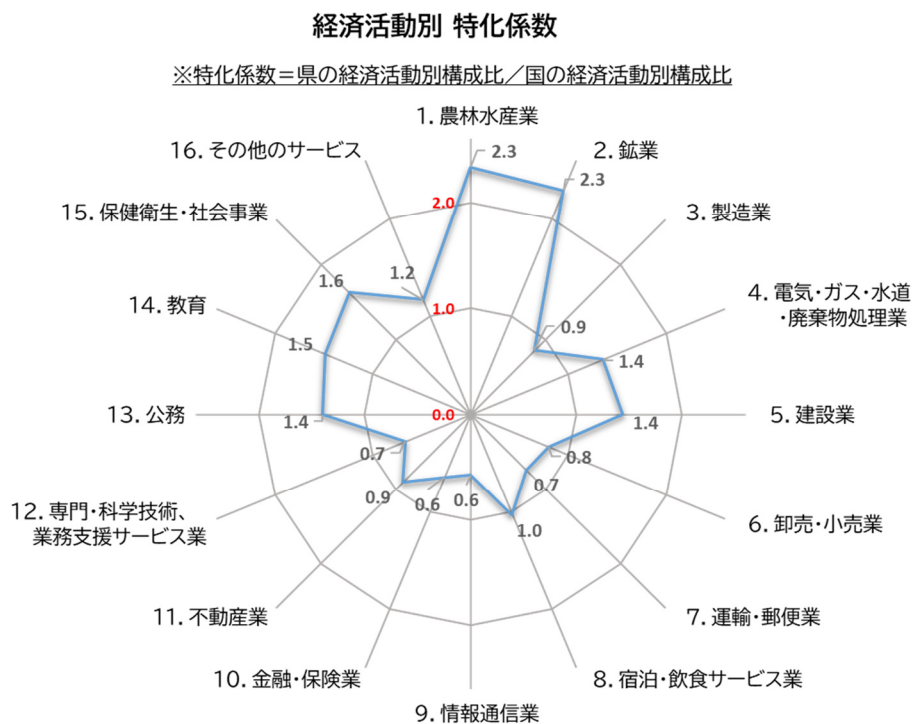 経済活動別 特化係数
※特化係数＝県の経済活動別構成比／国の経済活動別構成比
1. 農林水産業
2.3
2. 鉱業
2.3
3. 製造業
0.9
4. 電気・ガス・水道
・廃棄物処理業
1.4
5. 建設業
1.4
6. 卸売・小売業
0.8
7. 運輸・郵便業
0.7
8. 宿泊・飲食サービス業
1.0
9. 情報通信業
0.6
10. 金融・保険業
0.6
11. 不動産業
0.9
12. 専門・科学技術、
業務支援サービス業
0.7
13. 公務
1.4
14. 教育
1.5
15. 保健衛生・社会事業
1.6
16. その他のサービス
1.2
2.0
1.0
0.0